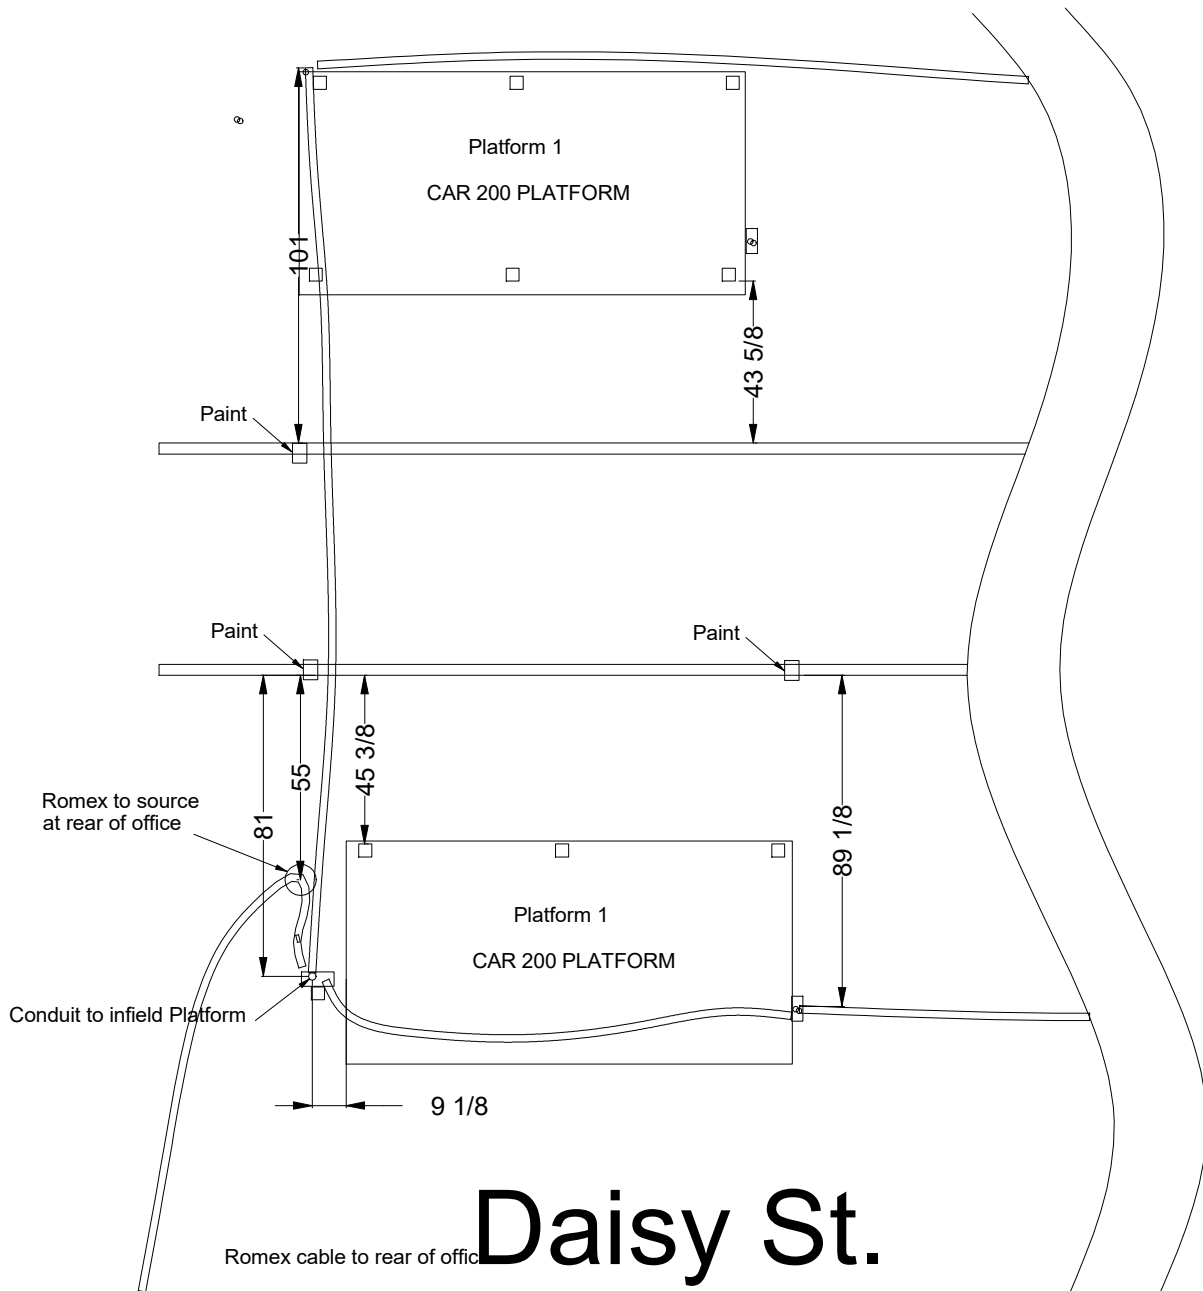 Platform 1
CAR 200 PLATFORM
101
43 5/8
Paint
Paint
Paint
45 3/8
55
81
89 1/8
Romex to source
at rear of office
Platform 1
CAR 200 PLATFORM
Conduit to infield Platform
9 1/8
Daisy St.
Romex cable to rear of offic